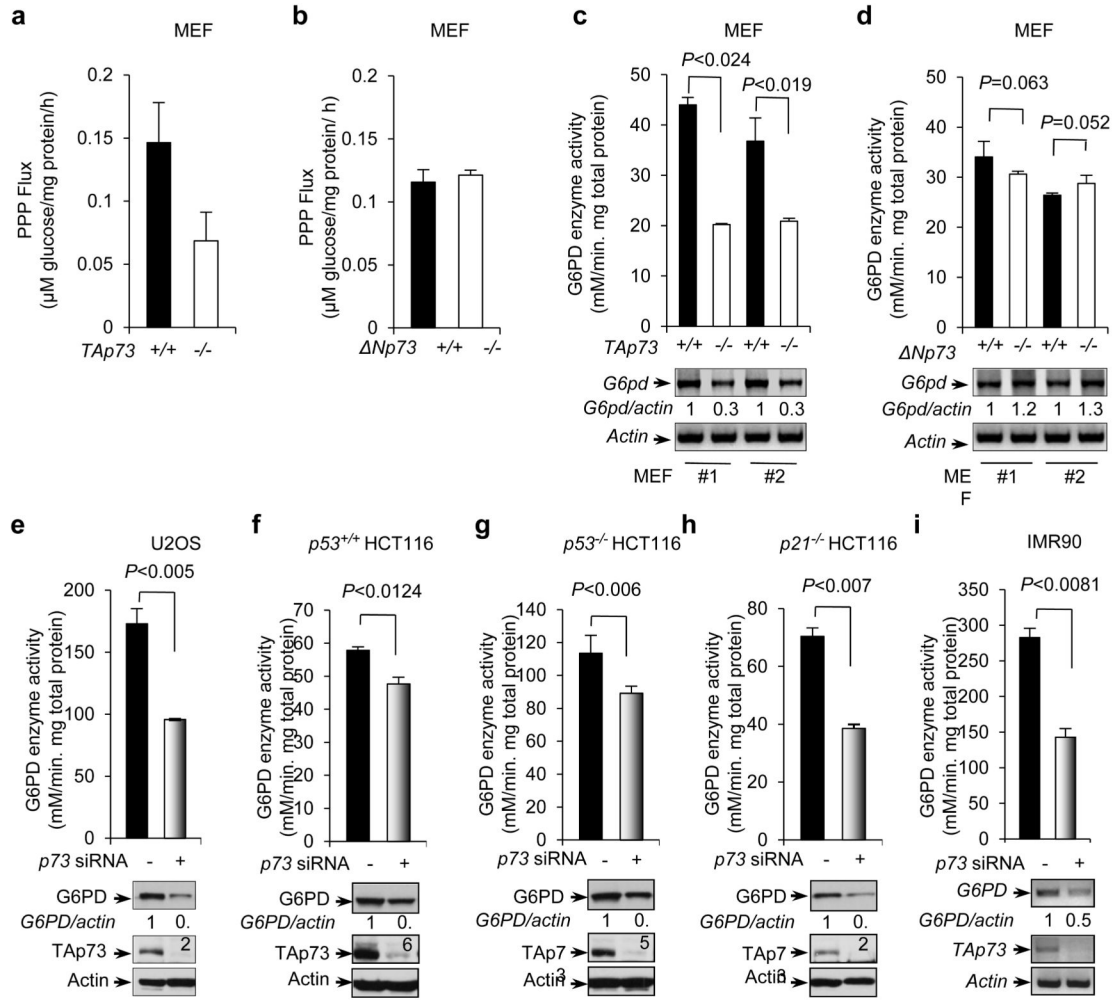 a
MEF
PPP Flux
(µM glucose/mg protein/h)
0.2
0.15
0.1
0.05
0
TAp73 +/+ -/-
b
MEF
PPP Flux
(µM glucose/mg protein/ h)
0.2
0.15
0.1
0.05
0
ΔNp73 +/+ -/-
c
MEF
P<0.024
P<0.019
G6PD enzyme activity
(mM/min. mg total protein)
50
40
30
20
10
0
TAp73 +/+ -/- +/+ -/-
G6pd
G6pd/actin 1 0.3 1 0.3
Actin
MEF #1 #2
d
MEF
P=0.063
P=0.052
G6PD enzyme activity
(mM/min. mg total protein)
50
40
30
20
10
0
ΔNp73 +/+ -/- +/+ -/-
G6pd
G6pd/actin 1 1.2 1 1.3
Actin
ME #1 #2
F
e
U2OS
P<0.005
G6PD enzyme activity
(mM/min. mg total protein)
200
150
100
50
0
p73 siRNA - +
G6PD
G6PD/actin 1 0.
2
TAp73
Actin
f
p53+/+ HCT116
P<0.0124
G6PD enzyme activity
(mM/min. mg total protein)
70
60
50
40
30
20
10
0
p73 siRNA - +
G6PD
G6PD/actin 1 0.
6
TAp73
Actin
g
p53-/- HCT116
P<0.006
G6PD enzyme activity
(mM/min. mg total protein)
140
120
100
80
60
40
20
0
p73 siRNA - +
G6PD
G6PD/actin 1 0.
5
TAp7
3
Actin
h
p21-/- HCT116
P<0.007
G6PD enzyme activity
(mM/min. mg total protein)
80
60
40
20
0
p73 siRNA - +
G6PD
G6PD/actin 1 0.
2
TAp7
3
Actin
i
IMR90
P<0.0081
G6PD enzyme activity
(mM/min. mg total protein)
350
300
250
200
150
100
50
0
p73 siRNA - +
G6PD
G6PD/actin 1 0.5
TAp73
Actin